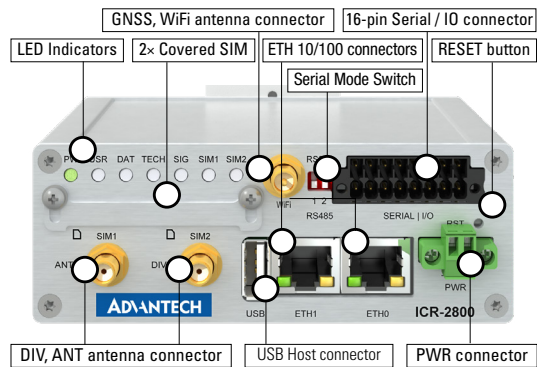 GNSS, WiFi antenna connector
16-pin Serial / IO connector
LED Indicators
2× Covered SIM
ETH 10/100 connectors
RESET button
Serial Mode Switch
USR DAT TECH SIG SIM1 SIM2
WiFi
1 2
RS485
SERIAL | I/O
RST
SIM1
SIM2
ANT
DIV
PWR
ADVANTECH
USB
ETH1
ETH0
ICR-2800
DIV, ANT antenna connector
USB Host connector
PWR connector